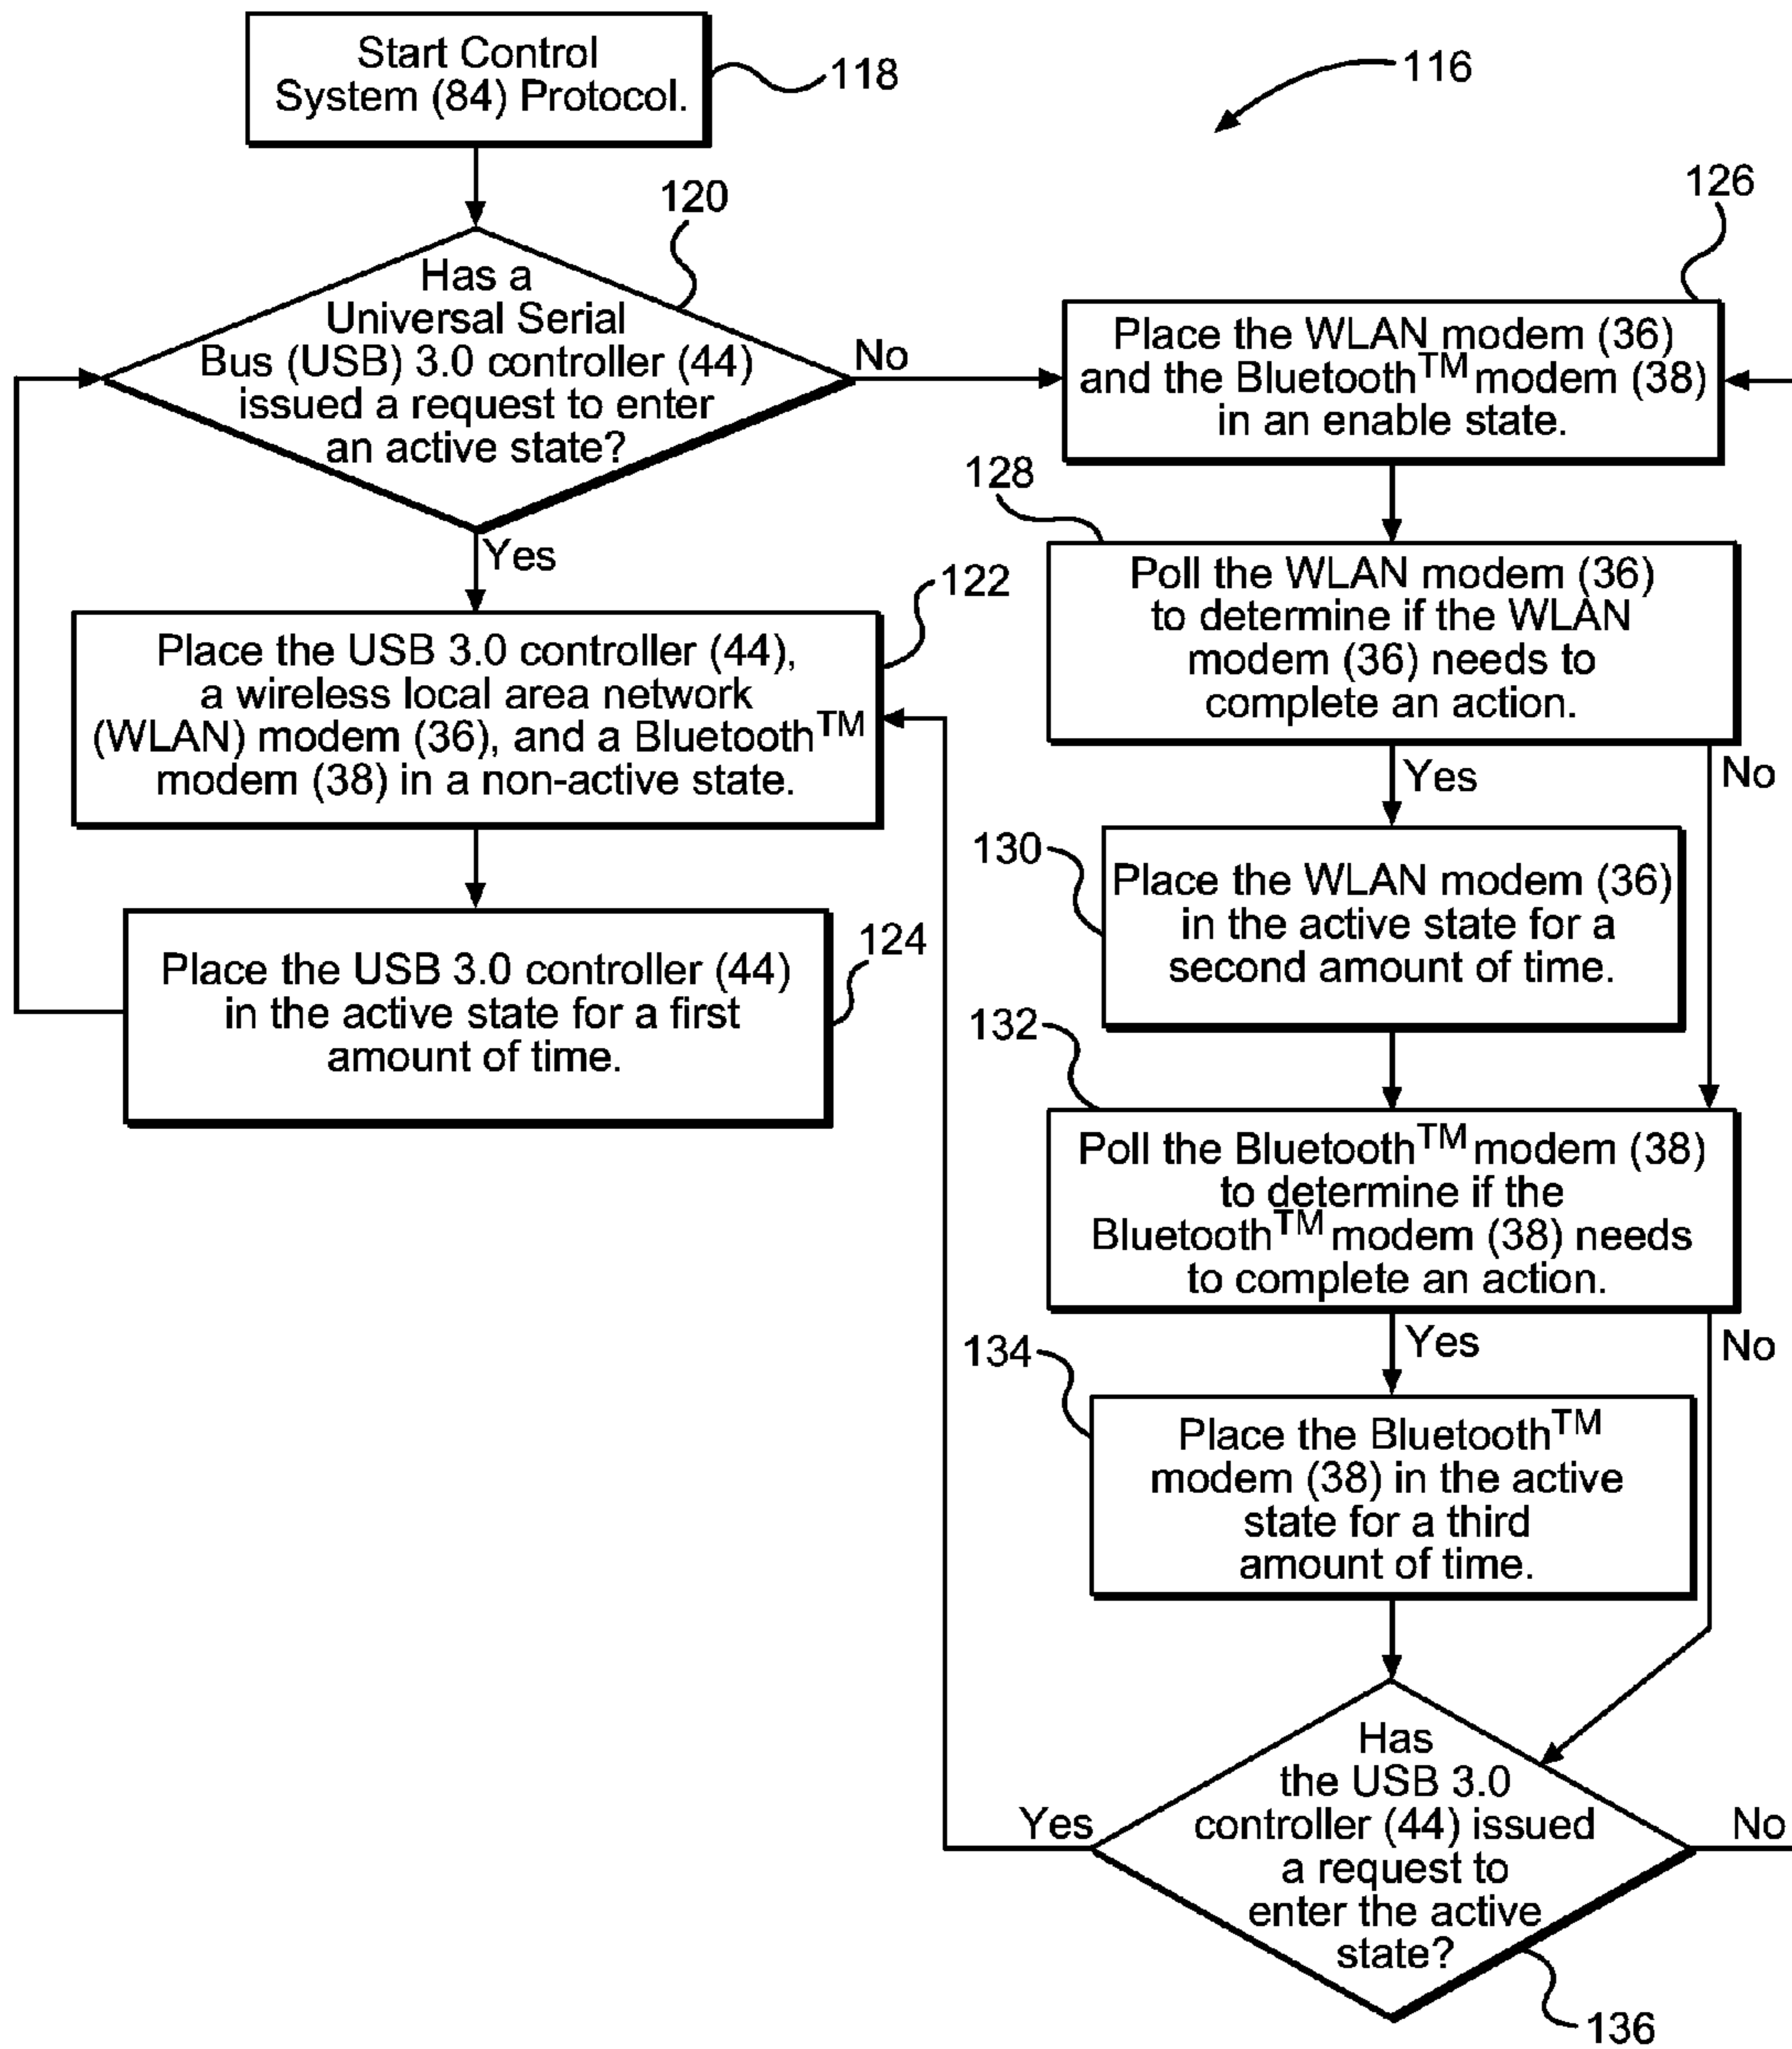 Start Control
System (84) Protocol.
118
116
120
Has a
Universal Serial
Bus (USB) 3.0 controller (44)
issued a request to enter
an active state?
No
Yes
122
Place the USB 3.0 controller (44),
a wireless local area network
(WLAN) modem (36), and a Bluetooth™
modem (38) in a non-active state.
124
Place the USB 3.0 controller (44)
in the active state for a first
amount of time.
126
Place the WLAN modem (36)
and the Bluetooth™ modem (38)
in an enable state.
128
Poll the WLAN modem (36)
to determine if the WLAN
modem (36) needs to
complete an action.
Yes
No
130
Place the WLAN modem (36)
in the active state for a
second amount of time.
132
Poll the Bluetooth™ modem (38)
to determine if the
Bluetooth™ modem (38) needs
to complete an action.
Yes
No
134
Place the Bluetooth™
modem (38) in the active
state for a third
amount of time.
Has
the USB 3.0
controller (44) issued
a request to
enter the active
state?
Yes
No
136